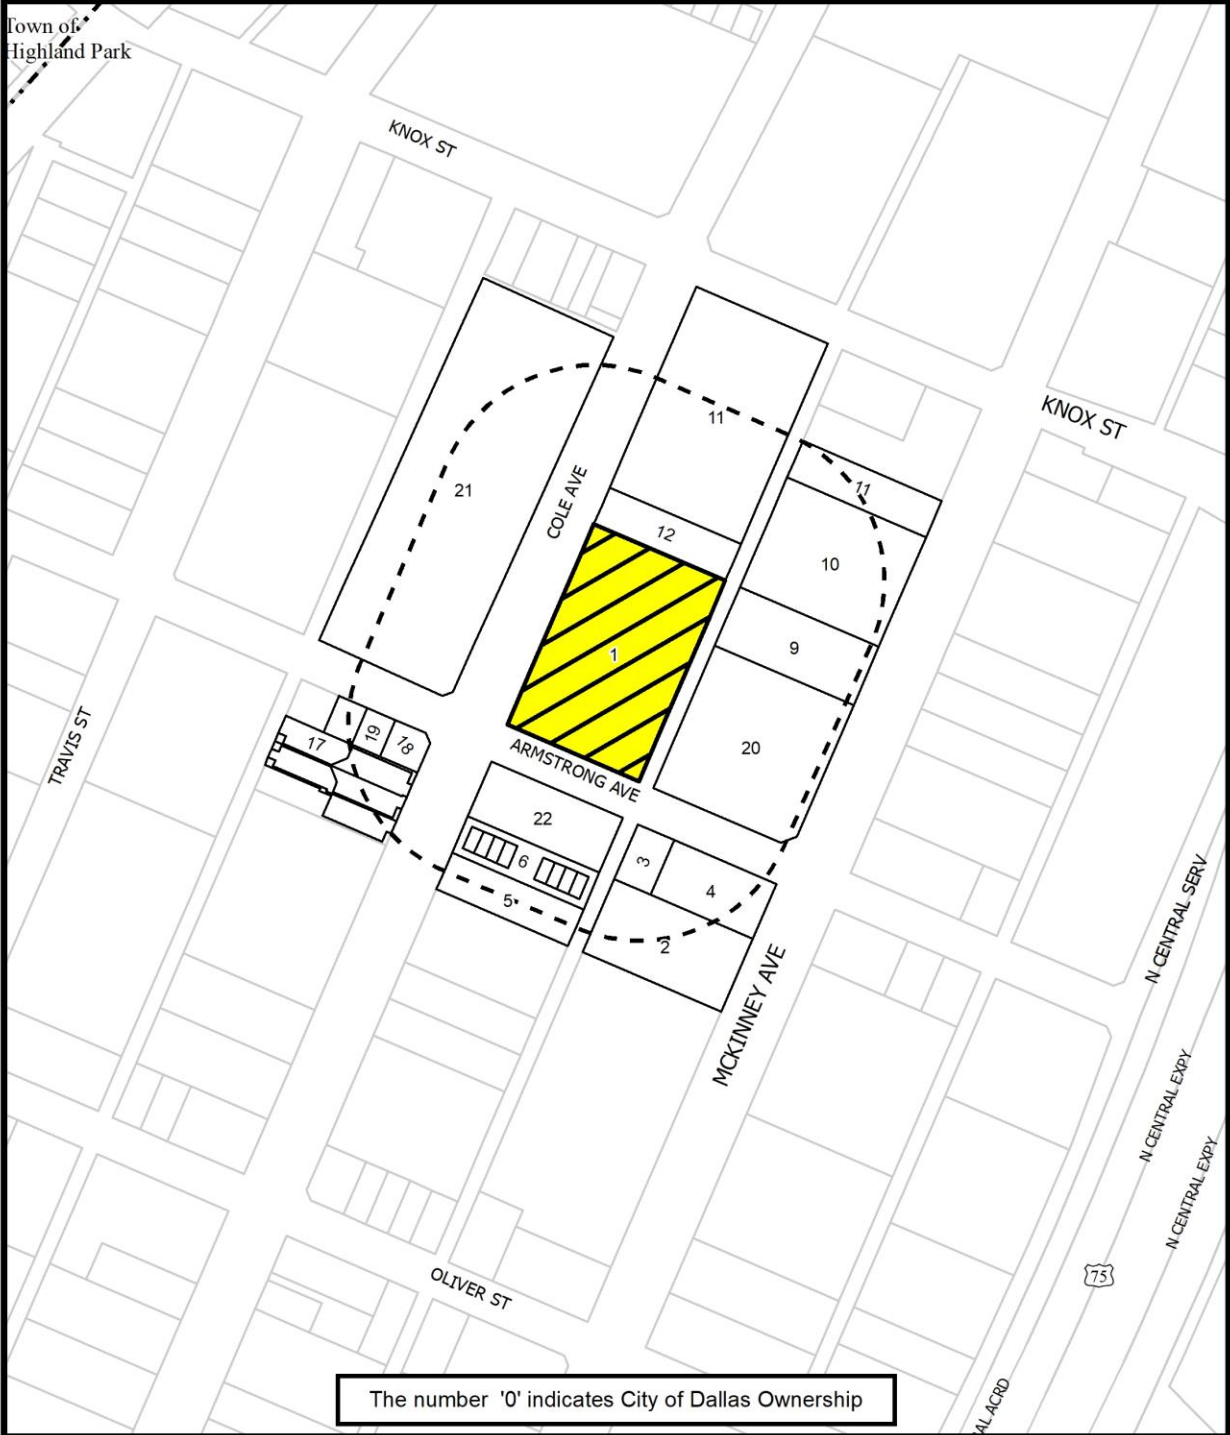 Town of
Highland Park
KNOX ST
KNOX ST
11
21
COLE AVE
11
12
10
1
9
20
TRAVIS ST
17
19
18
ARMSTRONG AVE
22
3
6
4
5
2
MCKINNEY AVE
N CENTRAL SERV
N CENTRAL EXPY
N CENTRAL EXPY
75
OLIVER ST
The number '0' indicates City of Dallas Ownership
AL ACRD